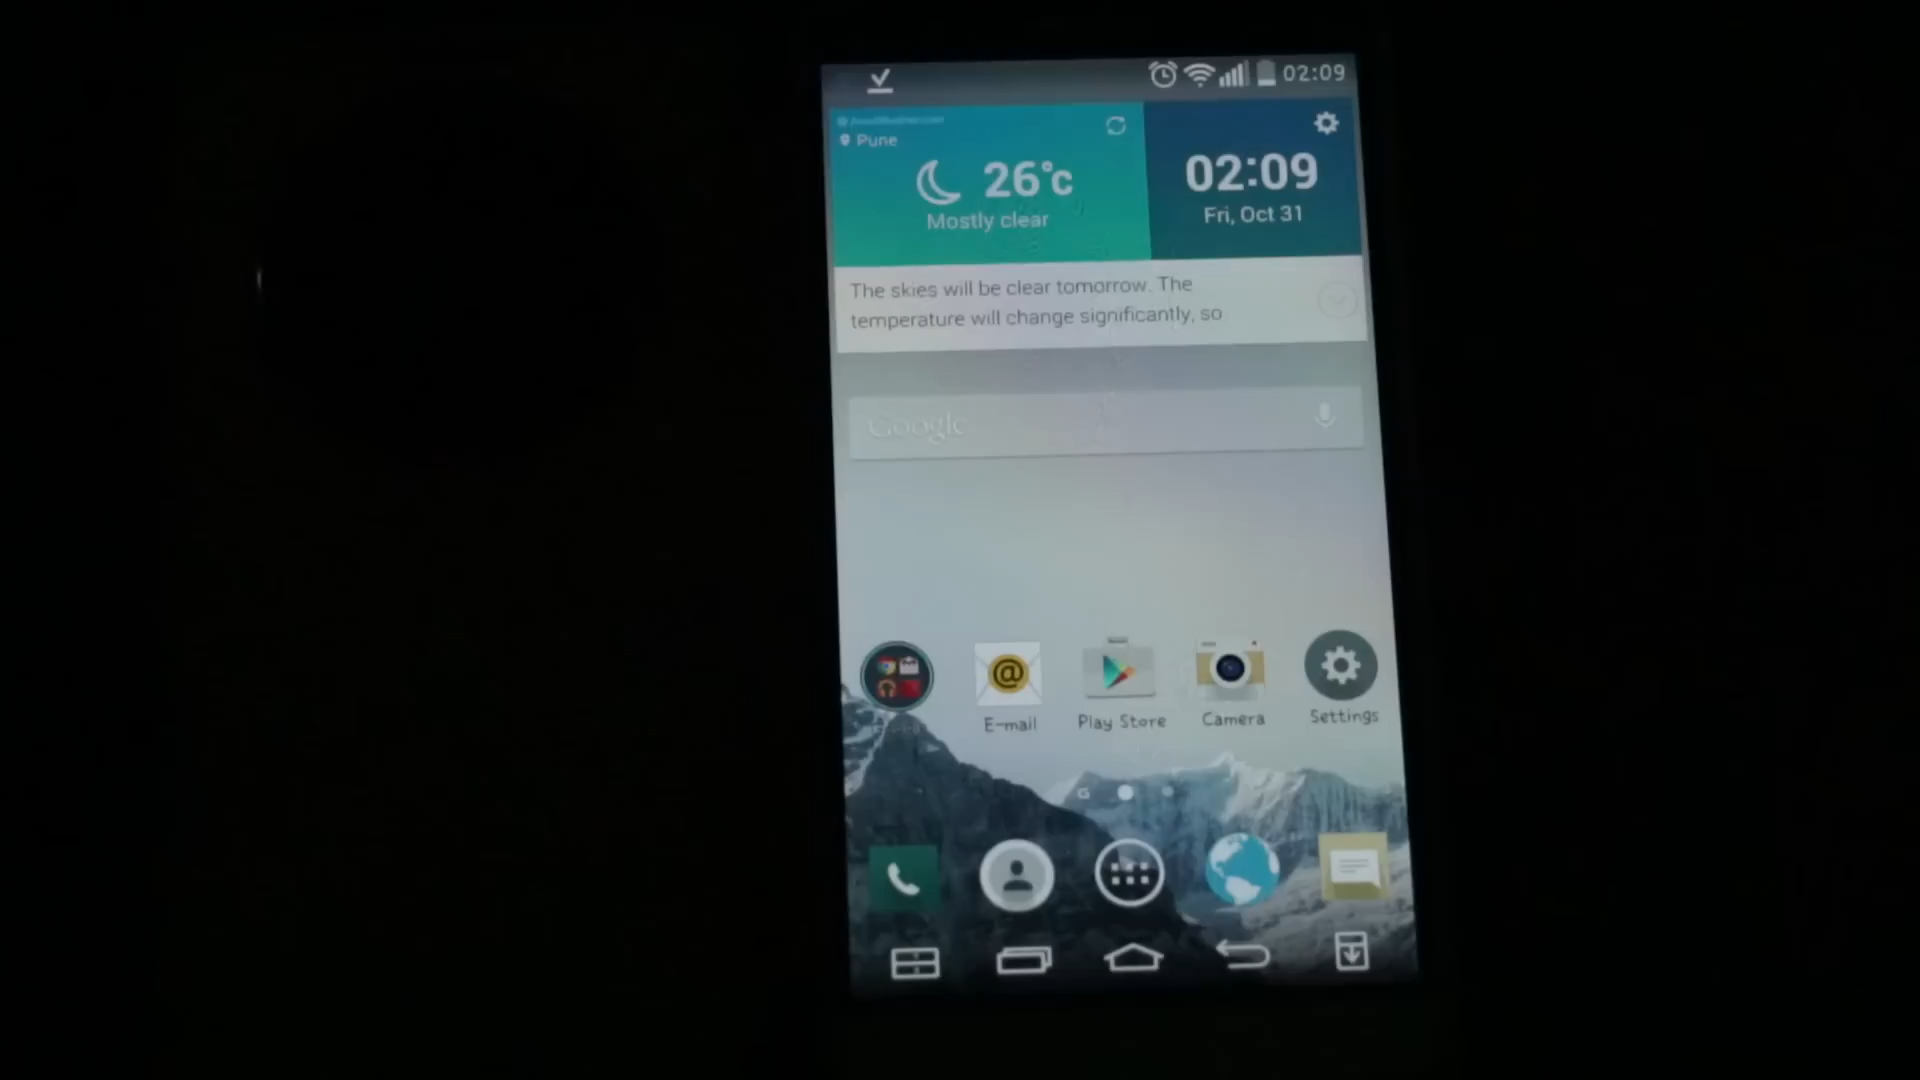 02:09
Pune
26°c
Mostly clear
02:09
Fri, Oct 31
The skies will be clear tomorrow. The
temperature will change significantly, so
Google
E-mail
Play Store
Camera
Settings
G